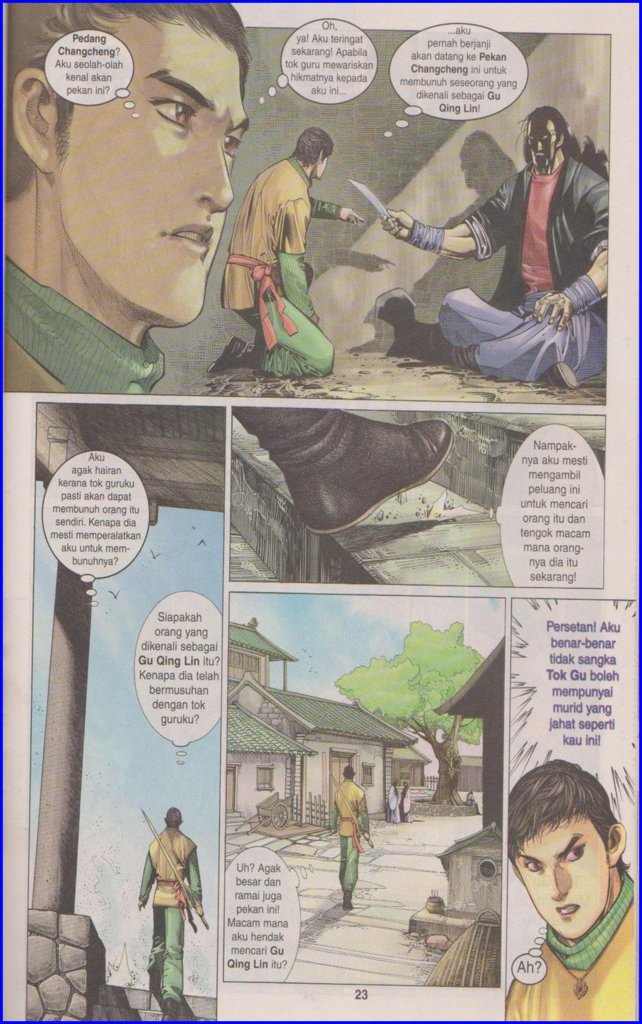 Pedang
Changcheng?
Aku seolah-olah
kenal akan
pekan ini?
Oh,
ya! Aku teringat
sekarang! Apabila
tok guru mewariskan
hikmatnya kepada
aku ini...
...aku
pernah berjanji
akan datang ke Pekan
Changcheng ini untuk
membunuh seseorang yang
dikenali sebagai Gu
Qing Lin!
Aku
agak hairan
kerana tok guruku
pasti akan dapat
membunuh orang itu
sendiri. Kenapa dia
mesti memperalatkan
aku untuk mem-
bunuhnya?
Siapakah
orang yang
dikenali sebagai
Gu Qing Lin itu?
Kenapa dia telah
bermusuhan
dengan tok
guruku?
Nampak-
nya aku mesti
mengambil
peluang ini
untuk mencari
orang itu dan
tengok macam
mana orang-
nya dia itu
sekarang!
Uh? Agak
besar dan
ramai juga
pekan ini!
Macam mana
aku hendak
mencari Gu
Qing Lin itu?
Persetan! Aku
benar-benar
tidak sangka
Tok Gu boleh
mempunyai
murid yang
jahat seperti
kau ini!
Ah?
23